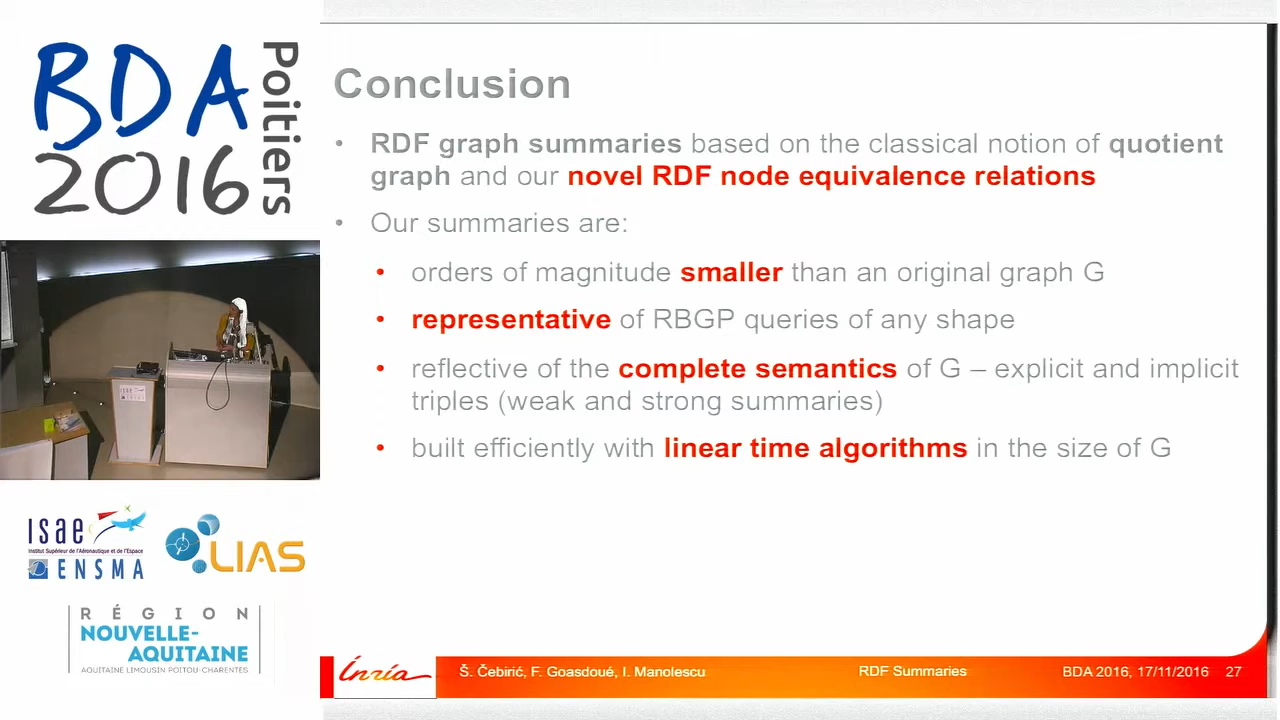 BDA
2016
Poitiers
isae
Institut Supérieur de l'Aéronautique et de l'Espace
ENSMA
LIAS
RÉGION
NOUVELLE-
AQUITAINE
AQUITAINE LIMOUSIN POITOU-CHARENTES
Conclusion
• RDF graph summaries based on the classical notion of quotient
graph and our novel RDF node equivalence relations
• Our summaries are:
• orders of magnitude smaller than an original graph G
• representative of RBGP queries of any shape
• reflective of the complete semantics of G – explicit and implicit
triples (weak and strong summaries)
• built efficiently with linear time algorithms in the size of G
Inria
Š. Čebirić, F. Goasdoué, I. Manolescu
RDF Summaries
BDA 2016, 17/11/2016 27